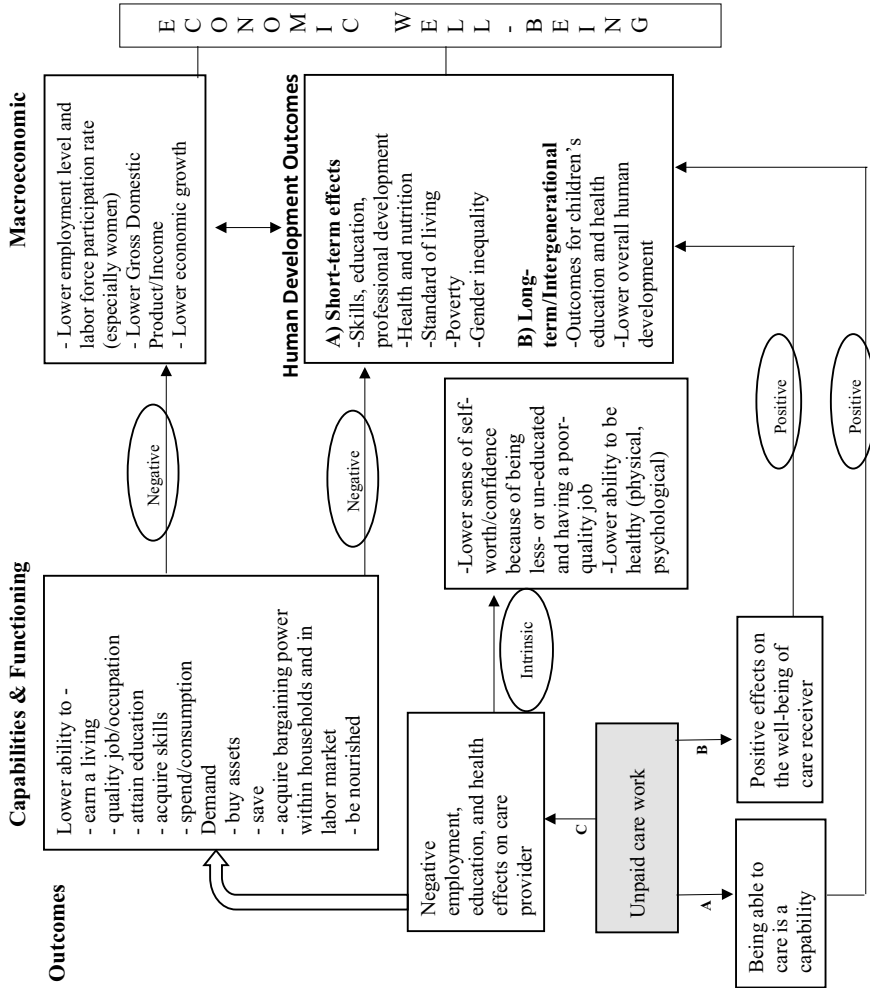 Outcomes
Capabilities & Functioning
Macroeconomic
Lower ability to -
- earn a living
- quality job/occupation
- attain education
- acquire skills
- spend/consumption
Demand
- buy assets
- save
- acquire bargaining power
within households and in
labor market
- be nourished
Negative
- Lower employment level and
labor force participation rate
(especially women)
- Lower Gross Domestic
Product/Income
- Lower economic growth
ECONOMIC WELL-BEING
Negative
Human Development Outcomes
A) Short-term effects
-Skills, education,
professional development
-Health and nutrition
-Standard of living
-Poverty
-Gender inequality
B) Long-
term/Intergenerational
-Outcomes for children’s
education and health
-Lower overall human
development
Negative
employment,
education, and health
effects on care
provider
Intrinsic
-Lower sense of self-
worth/confidence
because of being
less- or un-educated
and having a poor-
quality job
-Lower ability to be
healthy (physical,
psychological)
C
Unpaid care work
A
B
Being able to
care is a
capability
Positive effects on
the well-being of
care receiver
Positive
Positive